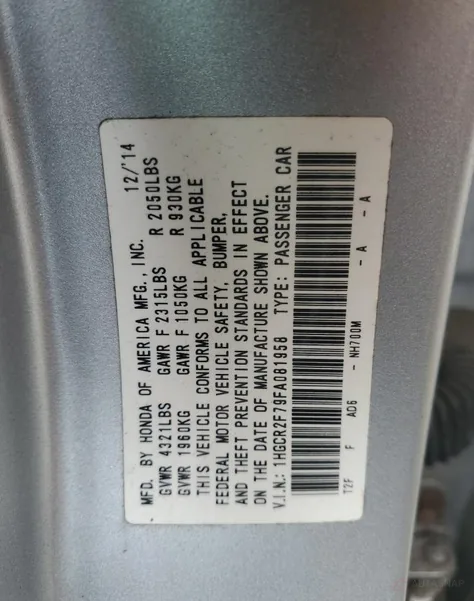 MFD. BY HONDA OF AMERICA MFG., INC. 12/'14
GVWR 4321LBS GAWR F 2315LBS R 2050LBS
GVWR 1960KG GAWR F 1050KG R 930KG
THIS VEHICLE CONFORMS TO ALL APPLICABLE
FEDERAL MOTOR VEHICLE SAFETY, BUMPER,
AND THEFT PREVENTION STANDARDS IN EFFECT
ON THE DATE OF MANUFACTURE SHOWN ABOVE.
V.I.N.: 1HGCR2F79FA081958 TYPE: PASSENGER CAR
T2F F A06 - NH700M - A - A